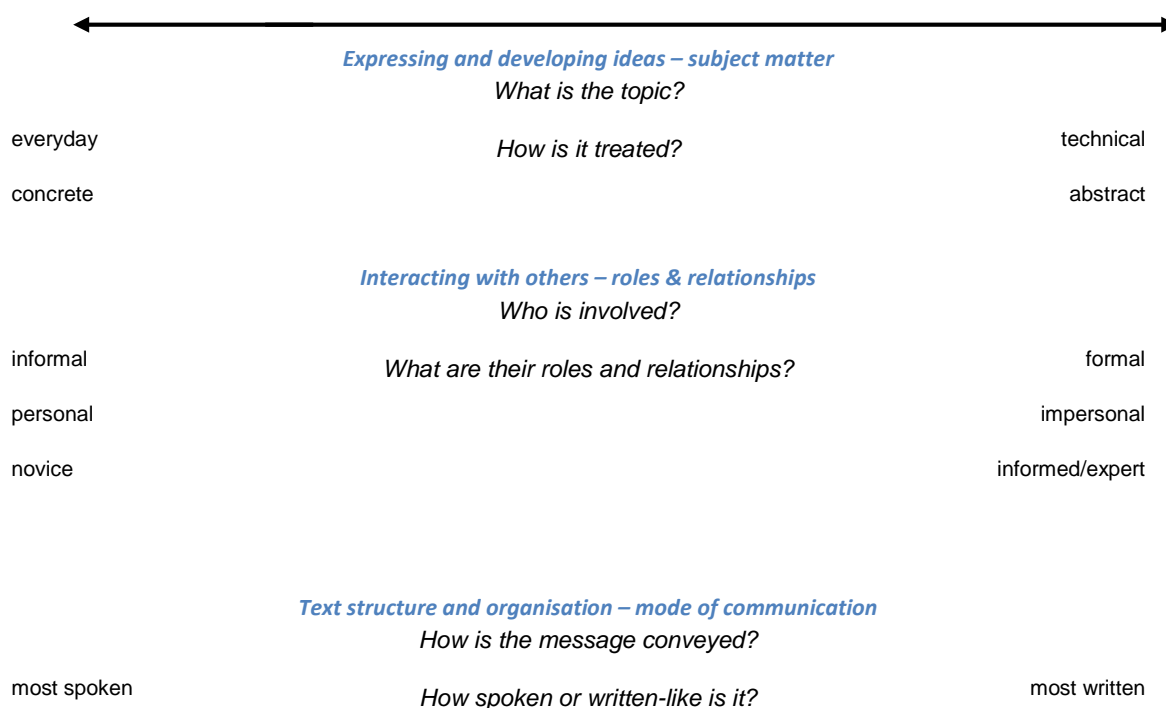 Expressing and developing ideas – subject matter
What is the topic?
everyday How is it treated? technical
concrete abstract
Interacting with others – roles & relationships
Who is involved?
informal What are their roles and relationships? formal
personal impersonal
novice informed/expert
Text structure and organisation – mode of communication
How is the message conveyed?
most spoken How spoken or written-like is it? most written